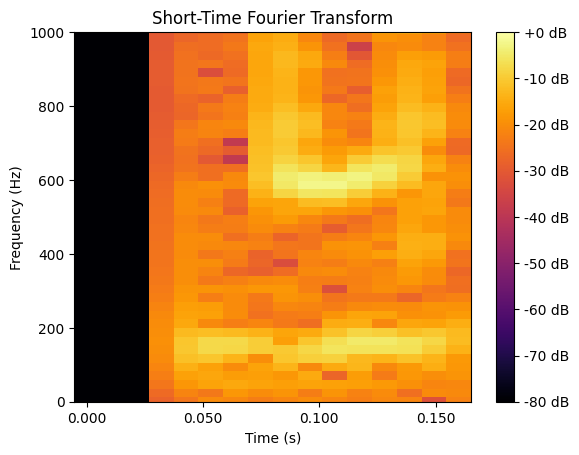 Short-Time Fourier Transform
1000
800
600
400
200
0
Frequency (Hz)
0.000
0.050
0.100
0.150
Time (s)
+0 dB
-10 dB
-20 dB
-30 dB
-40 dB
-50 dB
-60 dB
-70 dB
-80 dB